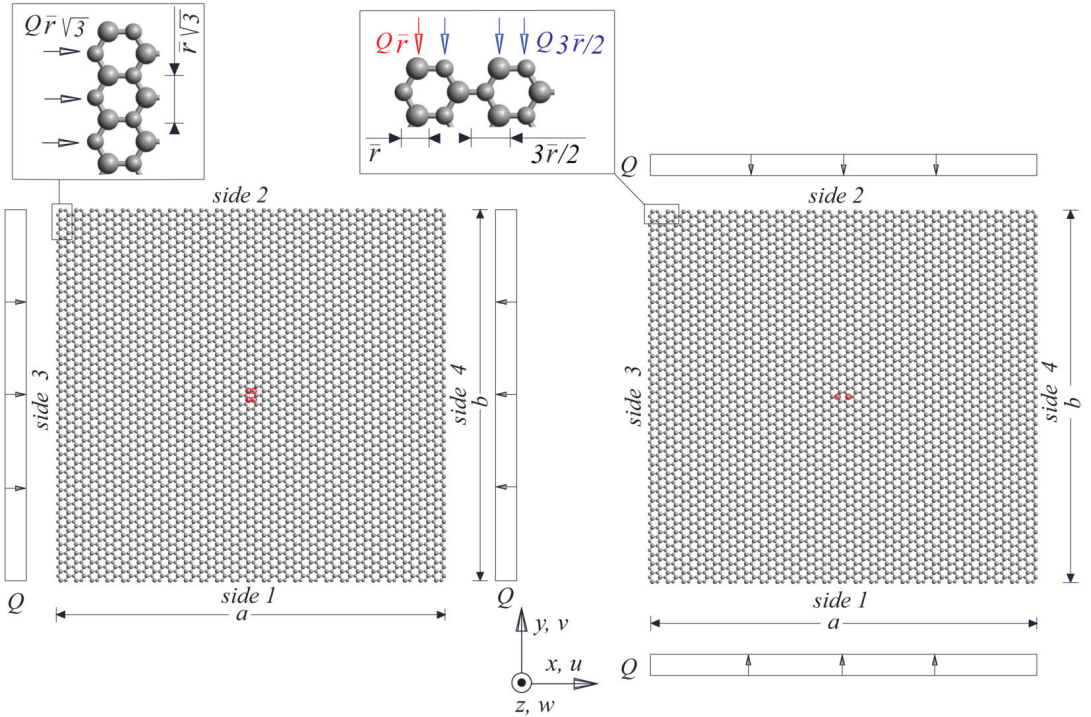 Q r̄ √3
r̄ √3
Q r̄
Q 3r̄/2
r̄
3r̄/2
side 2
side 3
side 4
b
Q
side 1
a
Q
Q
side 2
side 3
side 4
b
side 1
a
Q
y, v
x, u
z, w